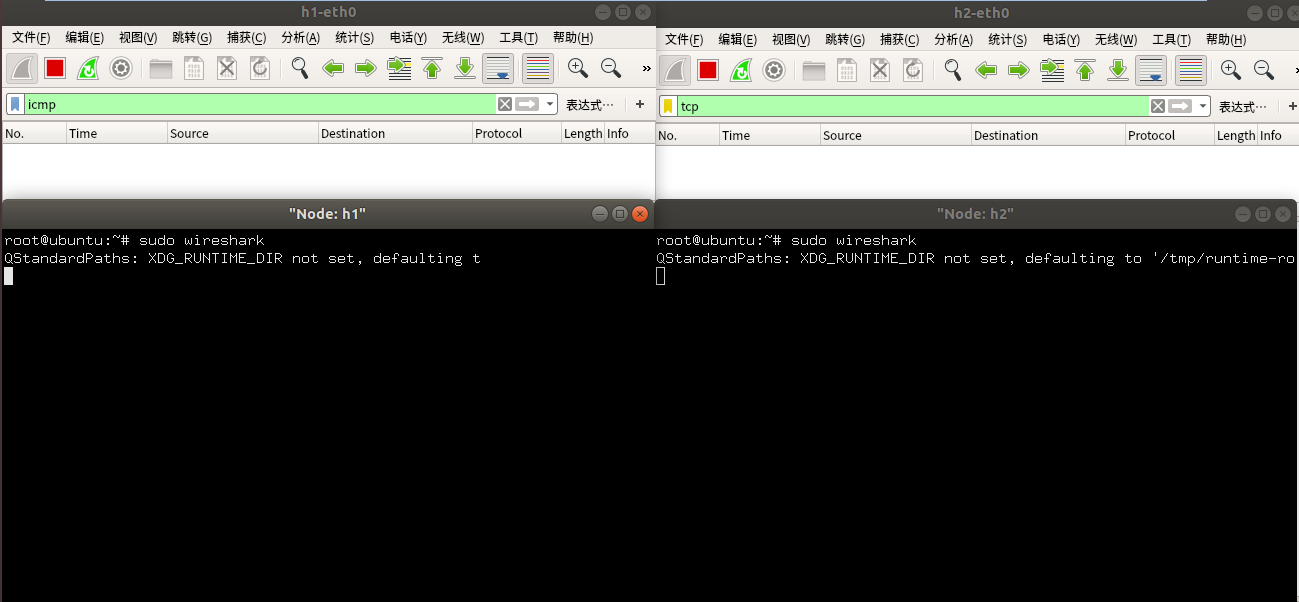 h1-eth0
文件(F) 编辑(E) 视图(V) 跳转(G) 捕获(C) 分析(A) 统计(S) 电话(Y) 无线(W) 工具(T) 帮助(H)
»
icmp 表达式… +
No. Time Source Destination Protocol Length Info
"Node: h1"
root@ubuntu:~# sudo wireshark
QStandardPaths: XDG_RUNTIME_DIR not set, defaulting t
h2-eth0
文件(F) 编辑(E) 视图(V) 跳转(G) 捕获(C) 分析(A) 统计(S) 电话(Y) 无线(W) 工具(T) 帮助(H)
tcp 表达式… +
No. Time Source Destination Protocol Length Info
"Node: h2"
root@ubuntu:~# sudo wireshark
QStandardPaths: XDG_RUNTIME_DIR not set, defaulting to '/tmp/runtime-ro